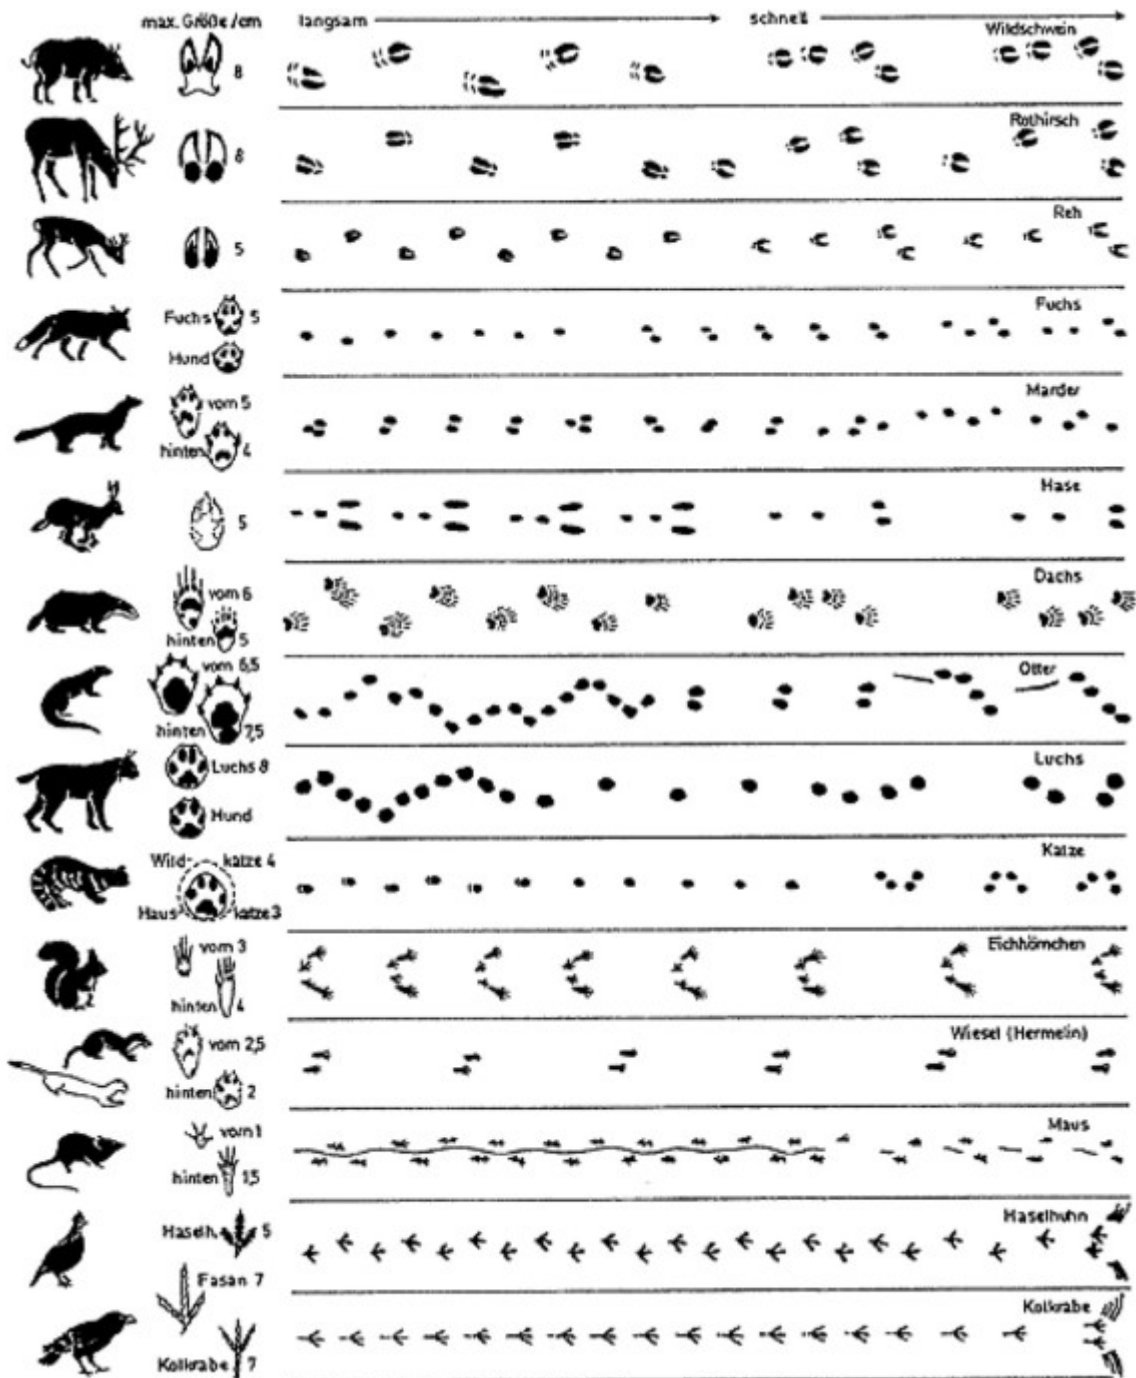 max. Größe/cm langsam schnell
Wildschwein
8
Rothirsch
8
Reh
5
Fuchs
Fuchs 5
Hund
Marder
vorn 5
hinten 4
Hase
5
Dachs
vorn 6
hinten 5
Otter
vorn 6,5
hinten 7,5
Luchs
Luchs 8
Hund
Katze
Wild- katze 4
Haus katze 3
Eichhörnchen
vorn 3
hinten 4
Wiesel (Hermelin)
vorn 2,5
hinten 2
Maus
vorn 1
hinten 1,5
Haselhuhn
Haselh. 5
Fasan 7
Kolkrabe
Kolkrabe 7